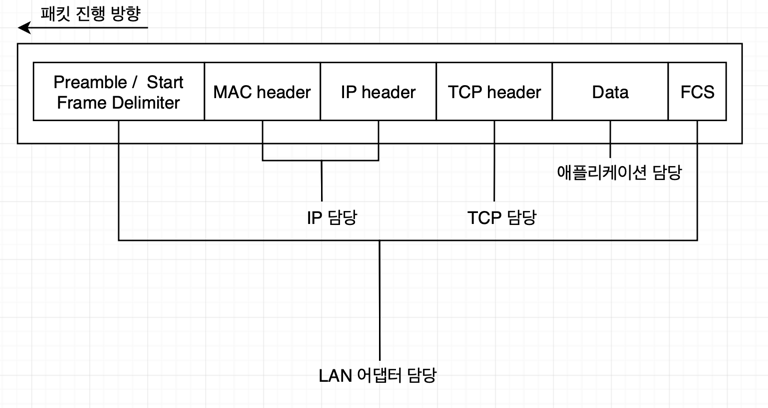 패킷 진행 방향
Preamble / Start
Frame Delimiter
MAC header
IP header
TCP header
Data
FCS
애플리케이션 담당
IP 담당
TCP 담당
LAN 어댑터 담당